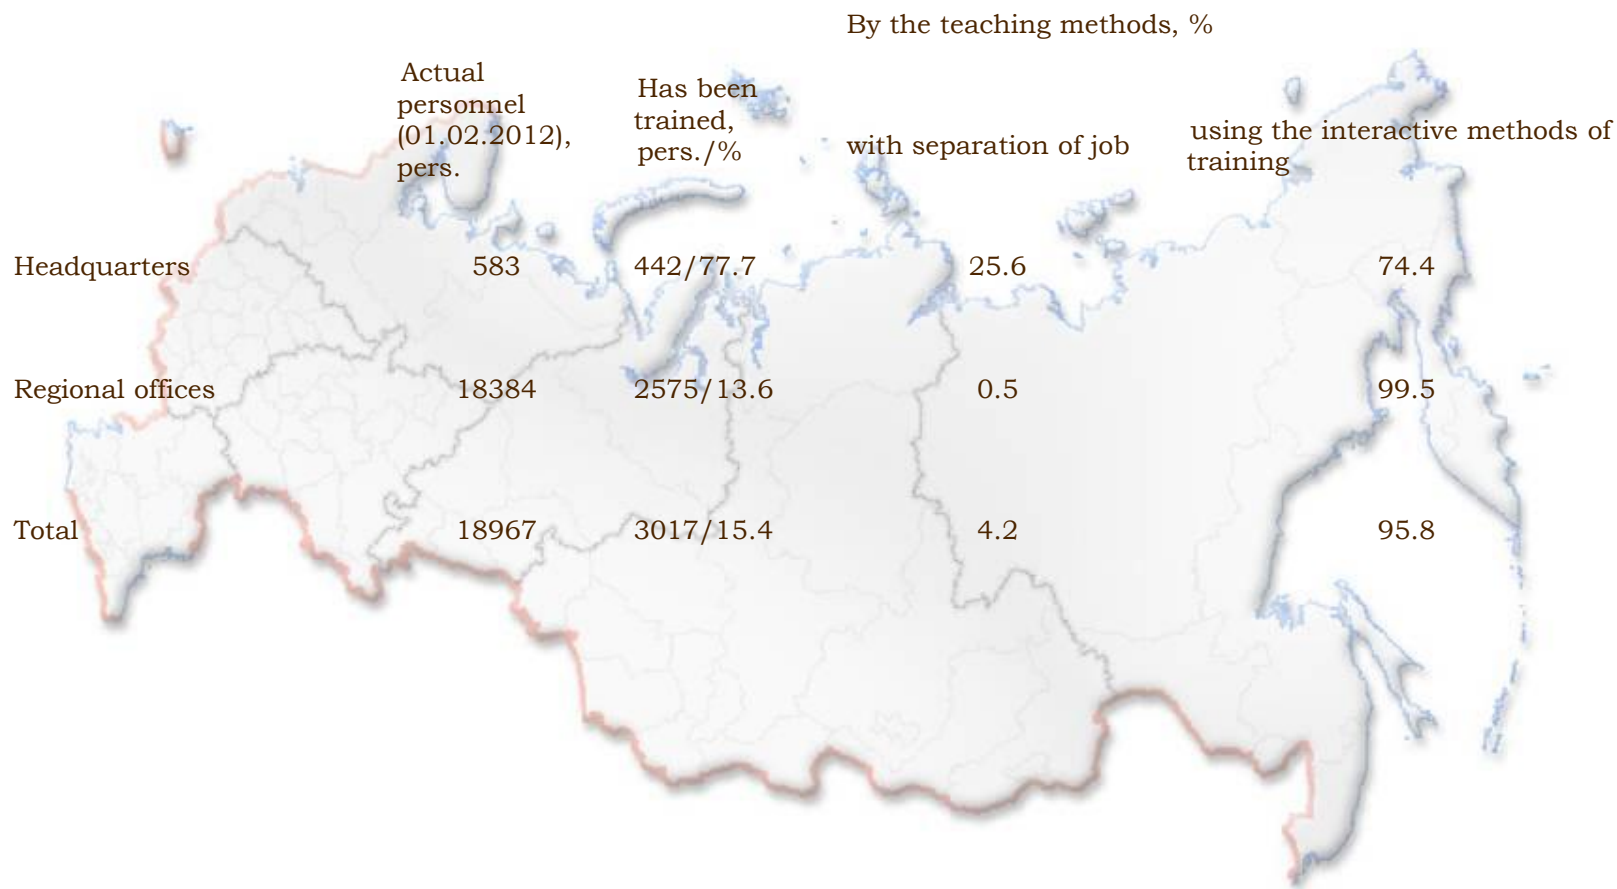 By the teaching methods, %
Actual
personnel
(01.02.2012),
pers.
Has been
trained,
pers./%
with separation of job
using the interactive methods of
training
Headquarters 583 442/77.7 25.6 74.4
Regional offices 18384 2575/13.6 0.5 99.5
Total 18967 3017/15.4 4.2 95.8